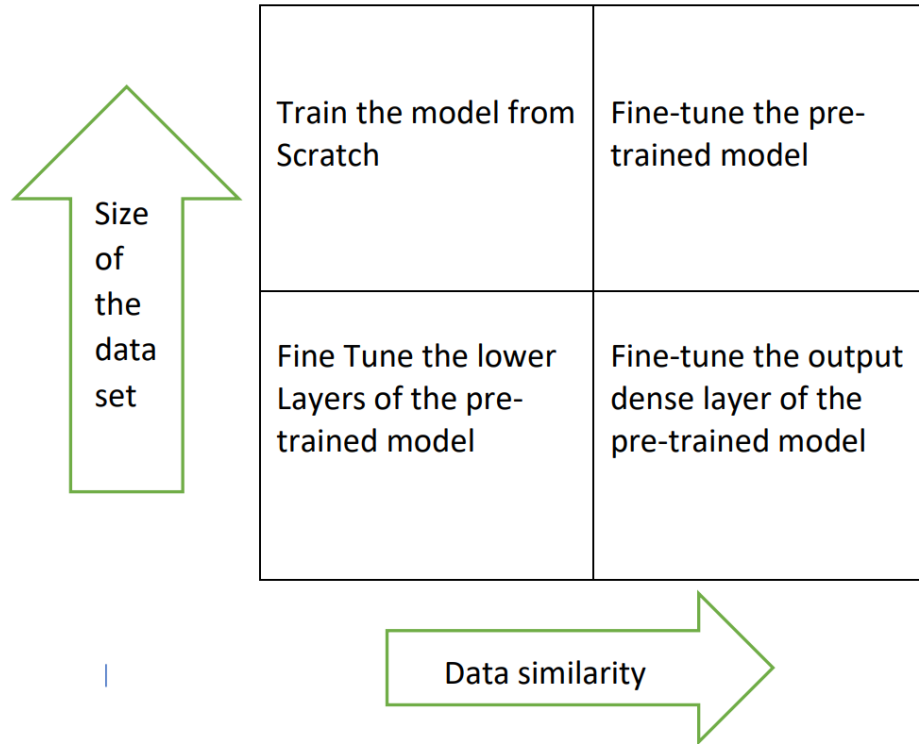 Train the model from
Scratch
Fine-tune the pre-
trained model
Size
of
the
data
set
Fine Tune the lower
Layers of the pre-
trained model
Fine-tune the output
dense layer of the
pre-trained model
Data similarity